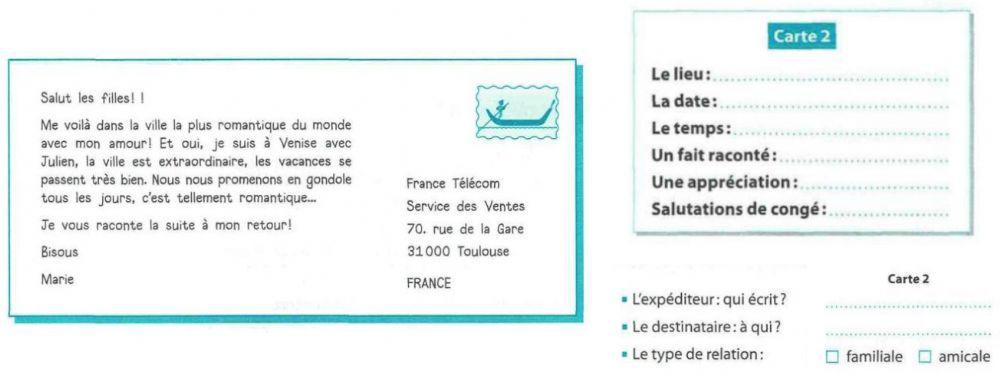 Salut les filles! !
Me voilà dans la ville la plus romantique du monde
avec mon amour! Et oui, je suis à Venise avec
Julien, la ville est extraordinaire, les vacances se
passent très bien. Nous nous promenons en gondole
tous les jours, c'est tellement romantique...
Je vous raconte la suite à mon retour!
Bisous
Marie
France Télécom
Service des Ventes
70. rue de la Gare
31000 Toulouse
FRANCE
Carte 2
Le lieu:
La date:
Le temps:
Un fait raconté:
Une appréciation:
Salutations de congé:
Carte 2
▪ L'expéditeur: qui écrit?
▪ Le destinataire: à qui?
▪ Le type de relation: □ familiale □ amicale